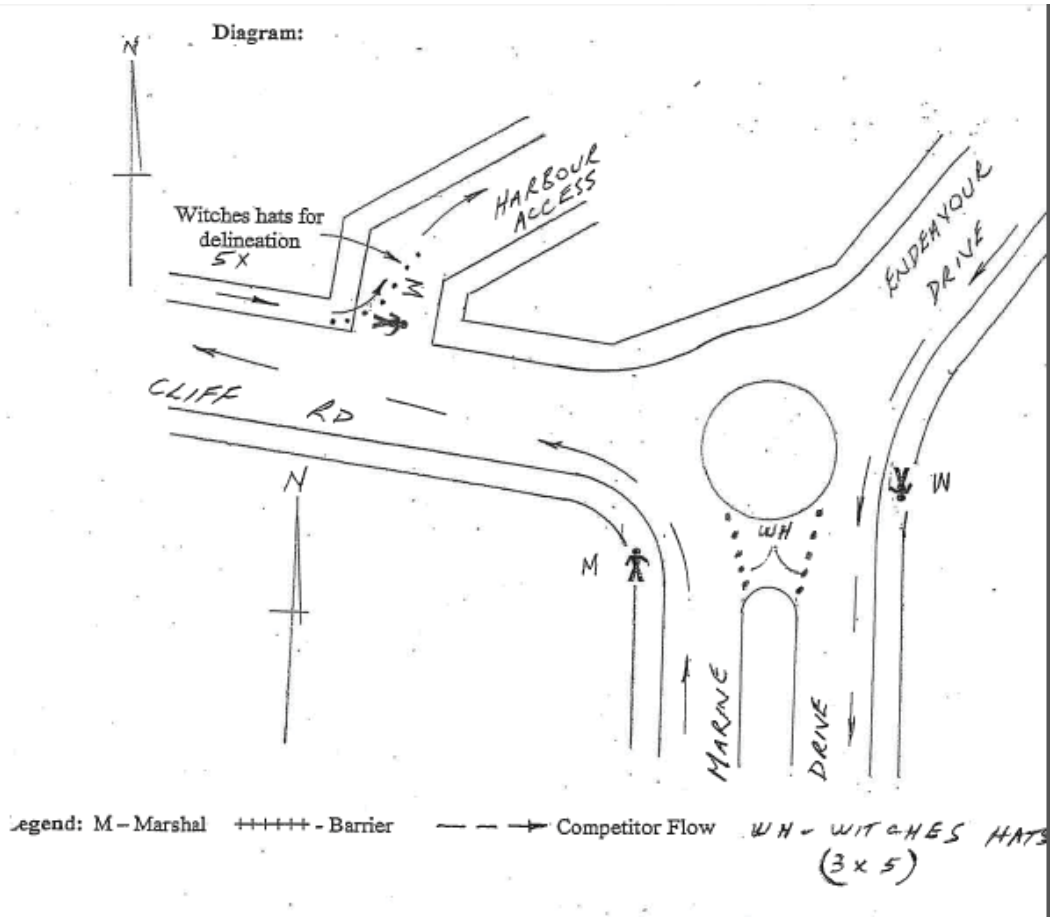 Diagram:
N
Witches hats for
delineation
5X
HARBOUR
ACCESS
ENDEAVOUR
DRIVE
M
CLIFF RD
N
M
M
WH
MARINE
DRIVE
Legend: M – Marshal - Barrier Competitor Flow WH - WITCHES HATS
(3 x 5)